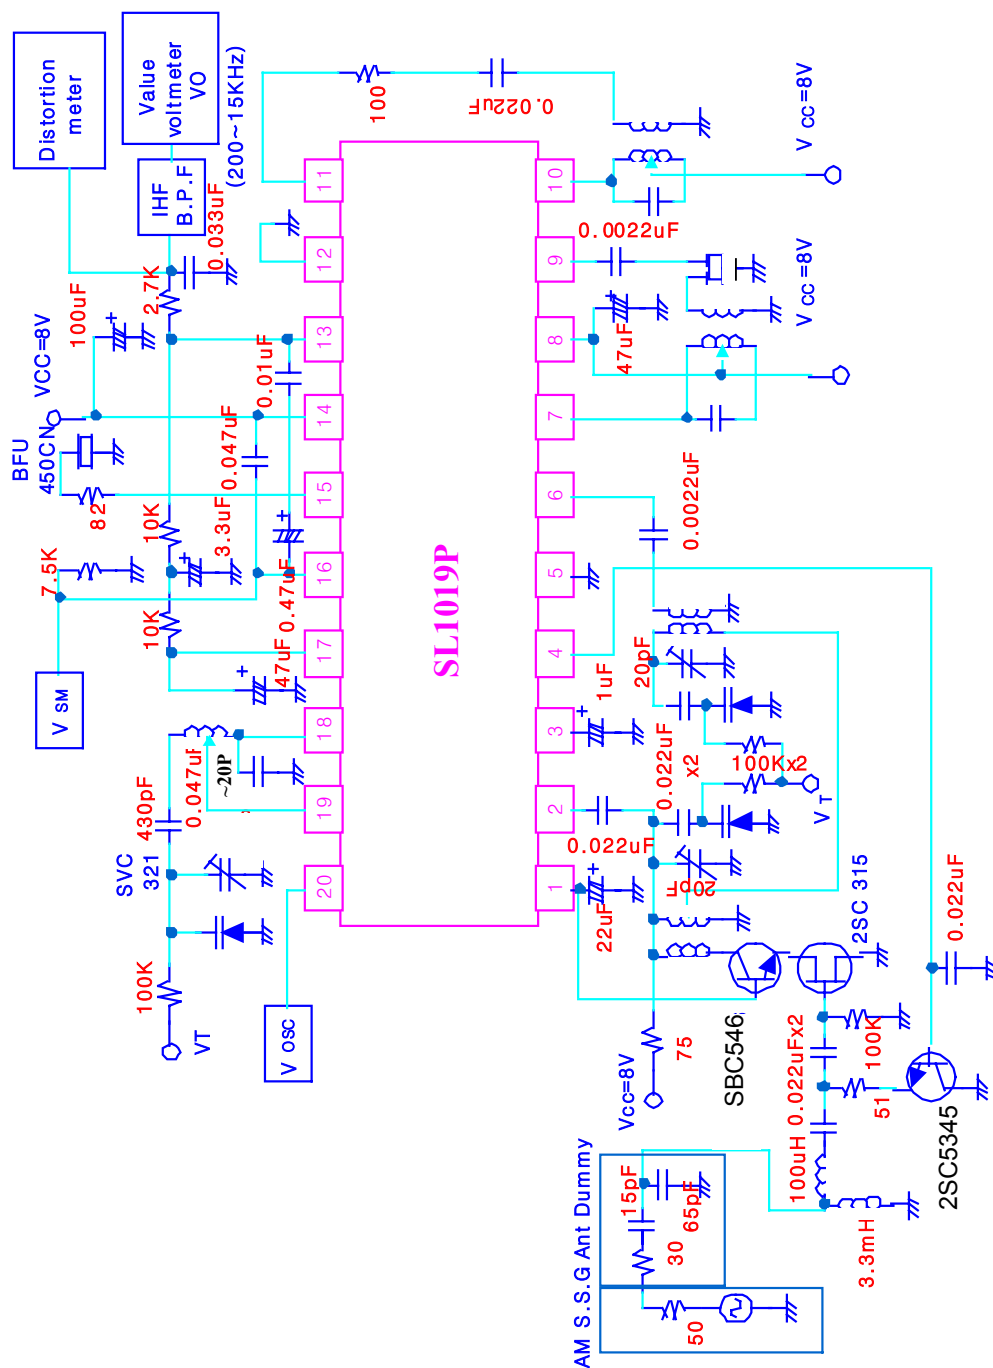 Distortion
meter
Value
voltmeter
VO
(200~15KHz)
IHF
B.P.F
0.033uF
2.7K
100uF
+
VCC=8V
BFU
450CN
82
10K
3.3uF
+
0.047uF
0.01uF
7.5K
10K
0.47uF
+
47uF
+
V SM
SVC
321
430pF
0.047uF
~20P
100K
VT
V OSC
11
12
13
14
15
16
17
18
19
20
SL1019P
10
9
8
7
6
5
4
3
2
1
100
0.022uF
V CC=8V
0.0022uF
V CC=8V
47uF
+
0.0022uF
20pF
1uF
+
0.022uF
x2
100Kx2
V T
0.022uF
20pF
22uF
+
2SC 315
0.022uF
75
Vcc=8V
SBC546
100K
0.022uFx2
51
2SC5345
100uH
3.3mH
AM S.S.G Ant Dummy
15pF
65pF
30
50